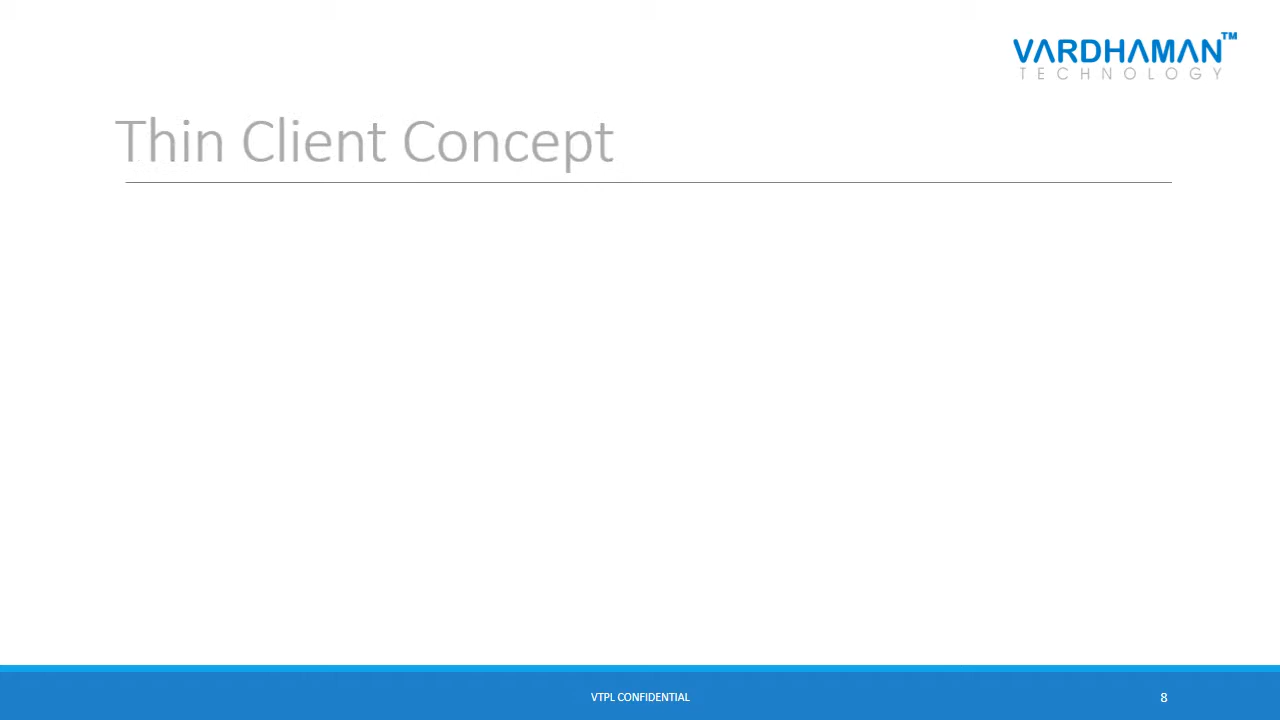 VARDHAMAN™
TECHNOLOGY
Thin Client Concept
VTPL CONFIDENTIAL
8